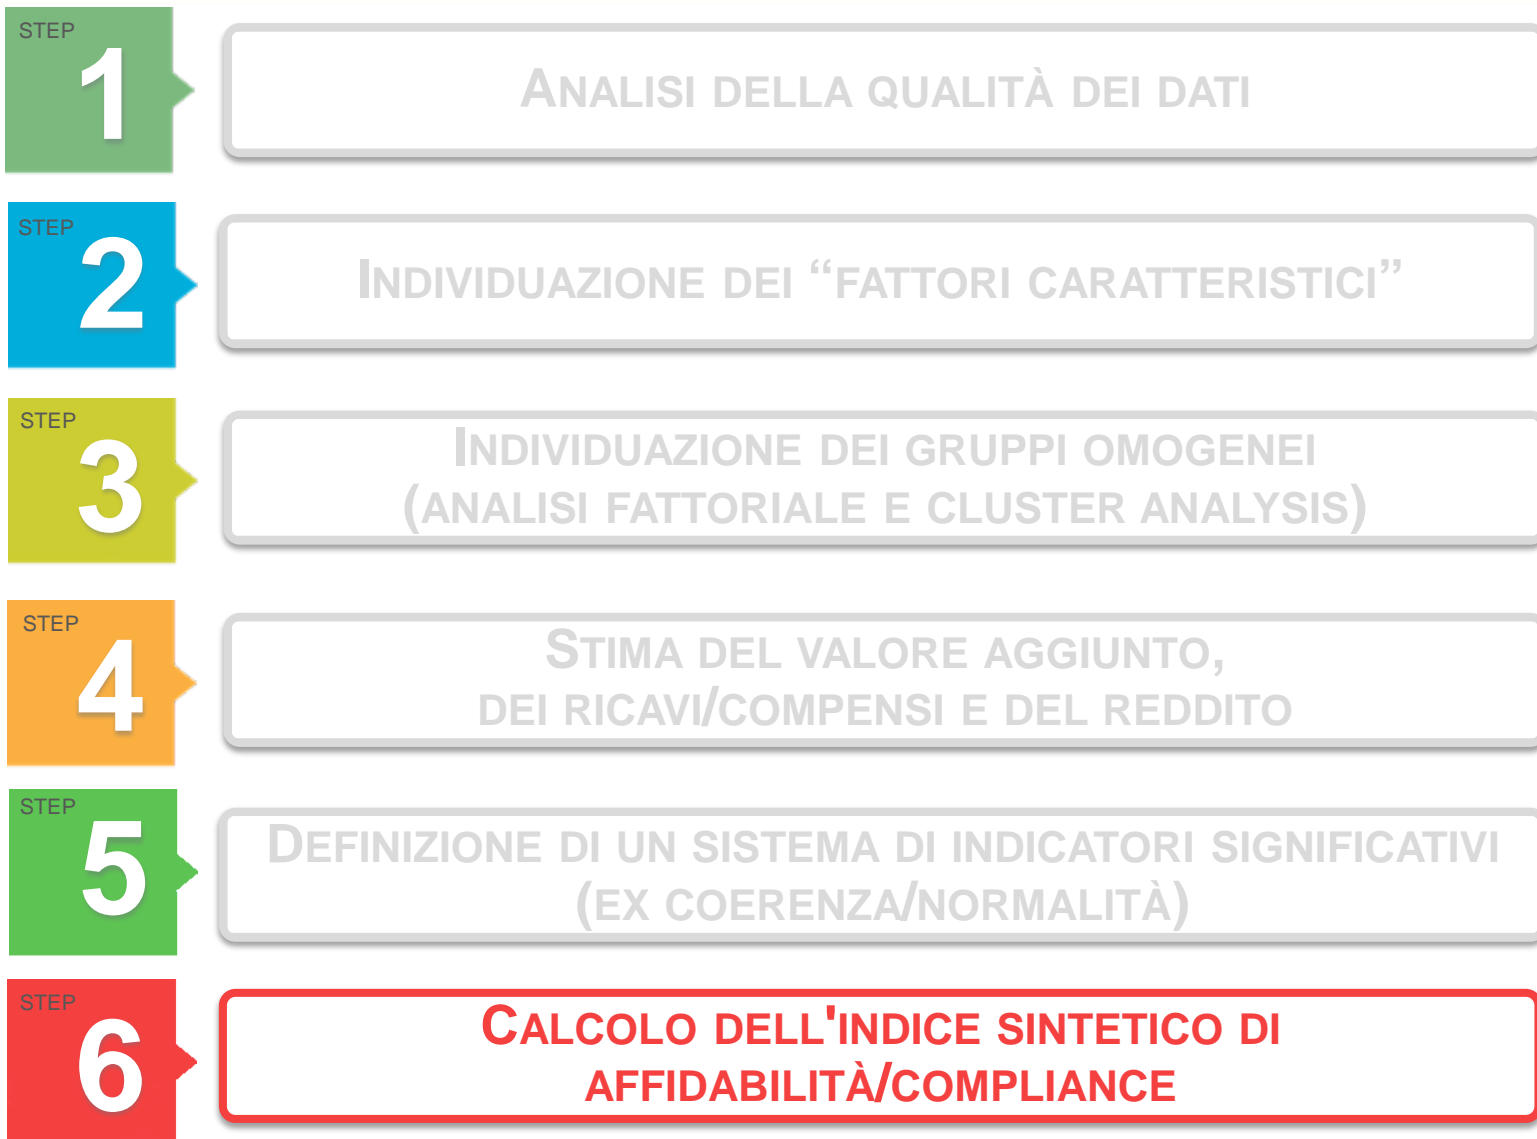 STEP
1
ANALISI DELLA QUALITÀ DEI DATI
STEP
2
INDIVIDUAZIONE DEI “FATTORI CARATTERISTICI”
STEP
3
INDIVIDUAZIONE DEI GRUPPI OMOGENEI
(ANALISI FATTORIALE E CLUSTER ANALYSIS)
STEP
4
STIMA DEL VALORE AGGIUNTO,
DEI RICAVI/COMPENSI E DEL REDDITO
STEP
5
DEFINIZIONE DI UN SISTEMA DI INDICATORI SIGNIFICATIVI
(EX COERENZA/NORMALITÀ)
STEP
6
CALCOLO DELL'INDICE SINTETICO DI
AFFIDABILITÀ/COMPLIANCE